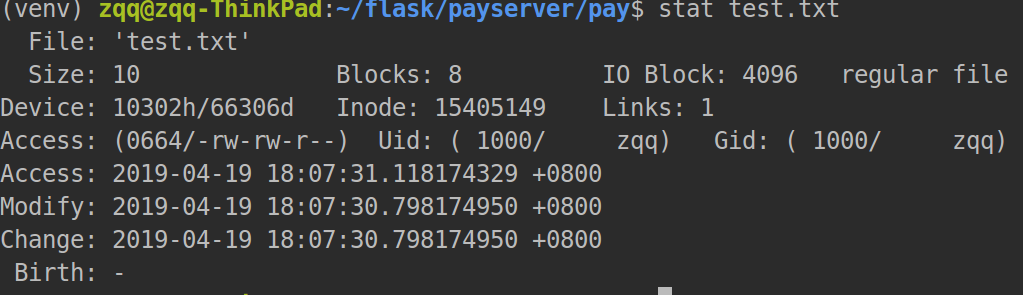 (venv) zqq@zqq-ThinkPad:~/flask/payserver/pay$ stat test.txt
  File: 'test.txt'
  Size: 10              Blocks: 8          IO Block: 4096   regular file
Device: 10302h/66306d   Inode: 15405149    Links: 1
Access: (0664/-rw-rw-r--)  Uid: ( 1000/     zqq)   Gid: ( 1000/     zqq)
Access: 2019-04-19 18:07:31.118174329 +0800
Modify: 2019-04-19 18:07:30.798174950 +0800
Change: 2019-04-19 18:07:30.798174950 +0800
 Birth: -